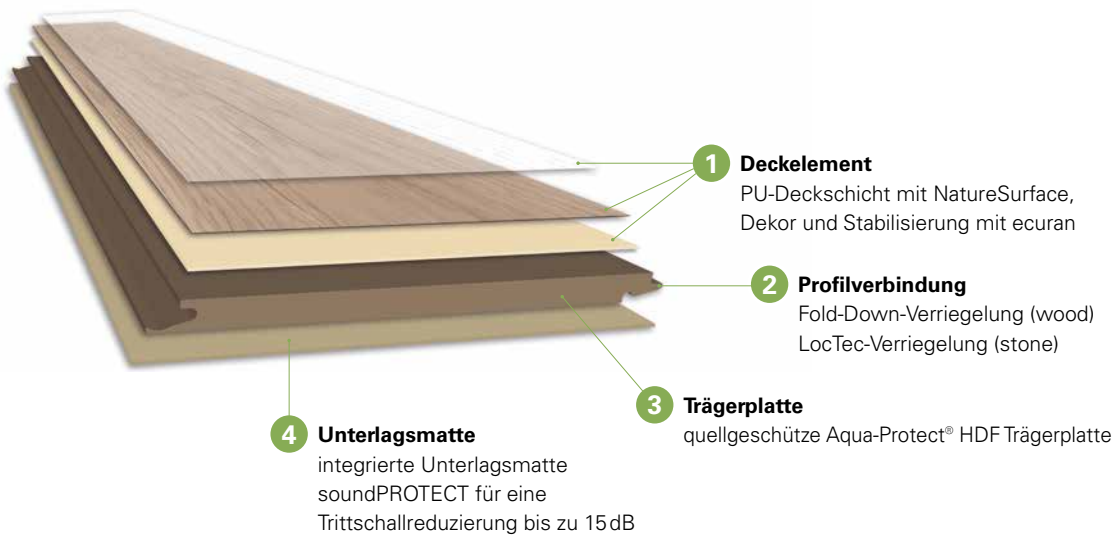 1 Deckelement
PU-Deckschicht mit NatureSurface,
Dekor und Stabilisierung mit ecuran
2 Profilverbindung
Fold-Down-Verriegelung (wood)
LocTec-Verriegelung (stone)
3 Trägerplatte
quellgeschütze Aqua-Protect® HDF Trägerplatte
4 Unterlagsmatte
integrierte Unterlagsmatte
soundPROTECT für eine
Trittschallreduzierung bis zu 15 dB